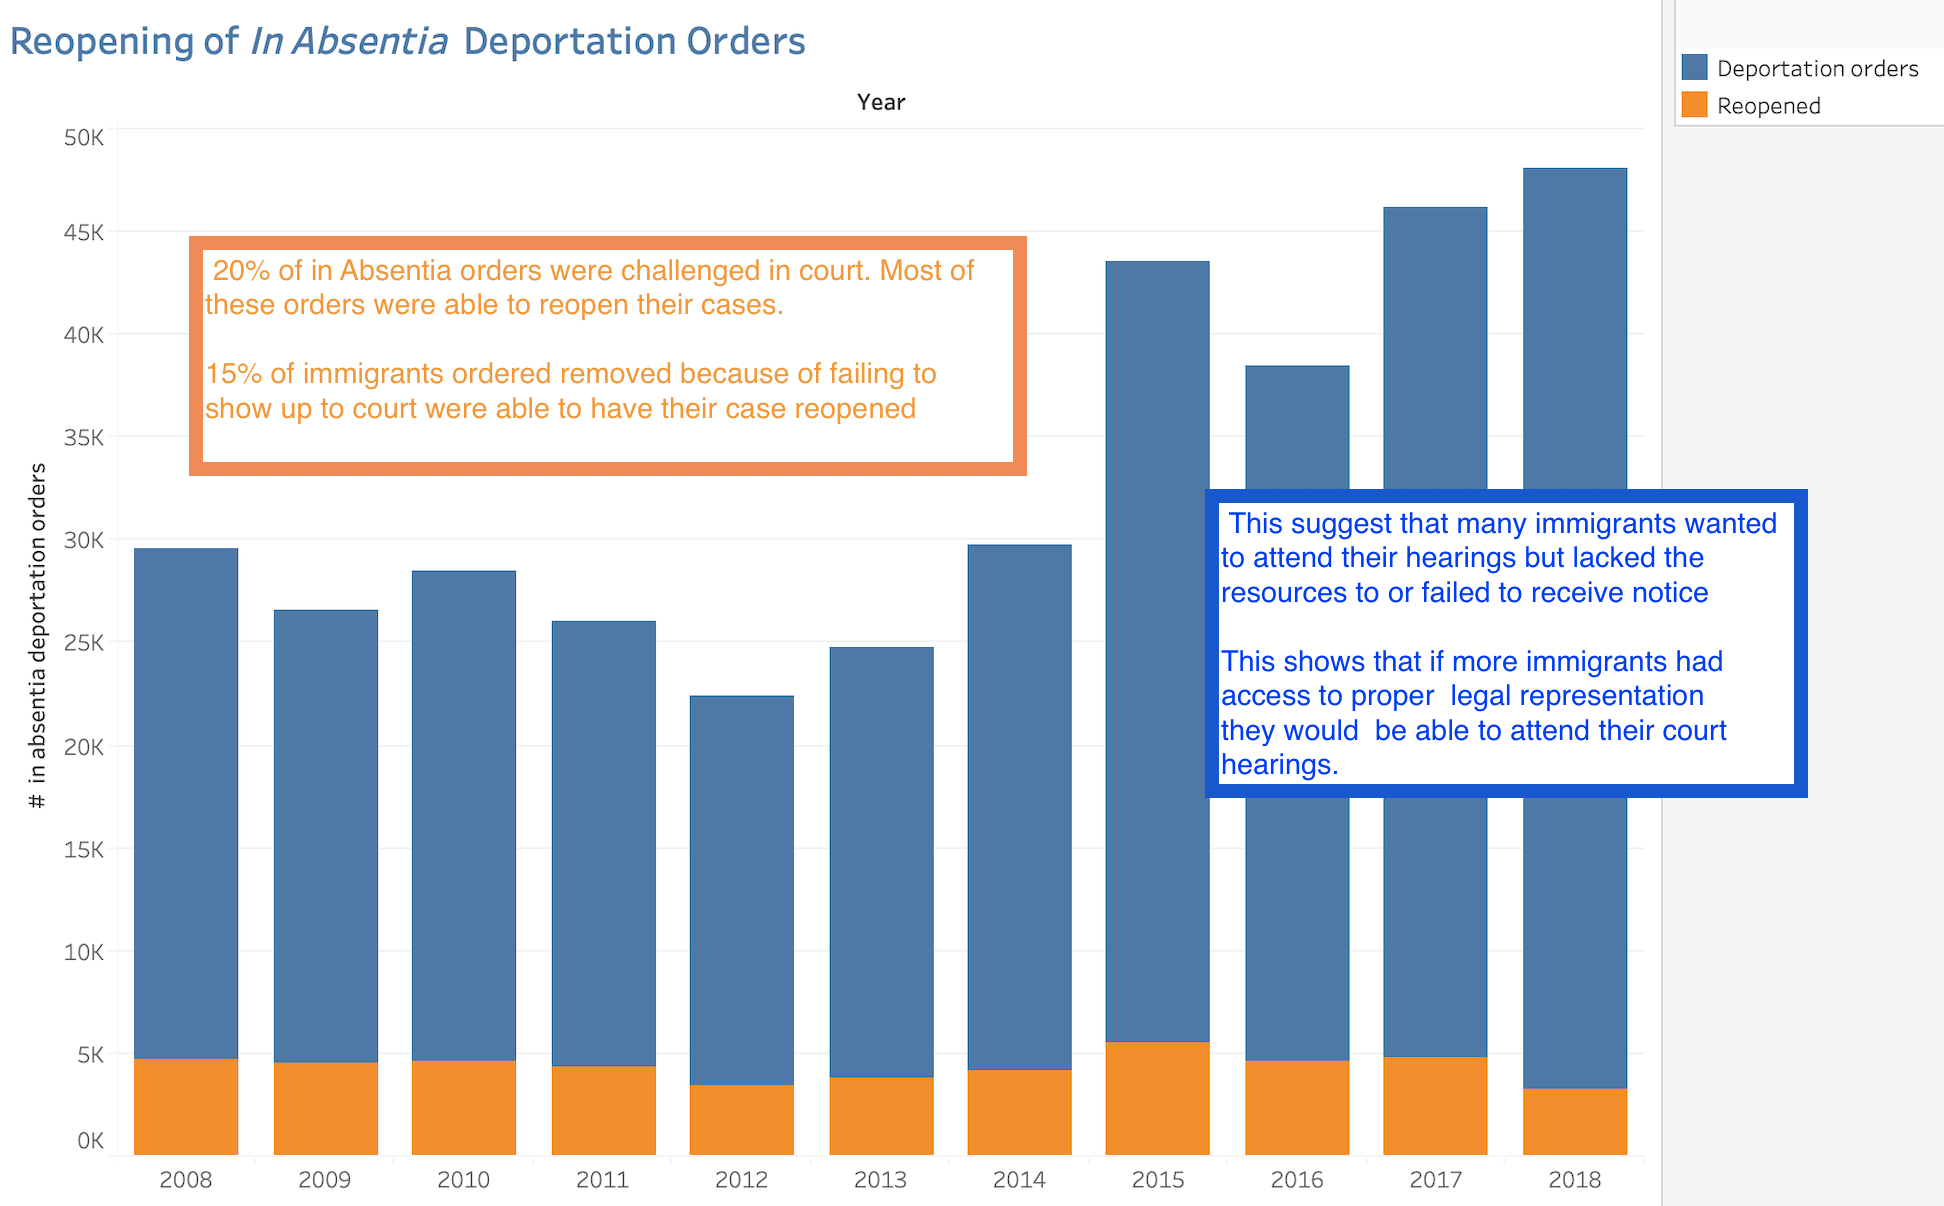 Reopening of In Absentia Deportation Orders
Deportation orders
Reopened
Year
# in absentia deportation orders
50K
45K
40K
35K
30K
25K
20K
15K
10K
5K
0K
20% of in Absentia orders were challenged in court. Most of
these orders were able to reopen their cases.
15% of immigrants ordered removed because of failing to
show up to court were able to have their case reopened
This suggest that many immigrants wanted
to attend their hearings but lacked the
resources to or failed to receive notice
This shows that if more immigrants had
access to proper  legal representation
they would  be able to attend their court
hearings.
2008 2009 2010 2011 2012 2013 2014 2015 2016 2017 2018